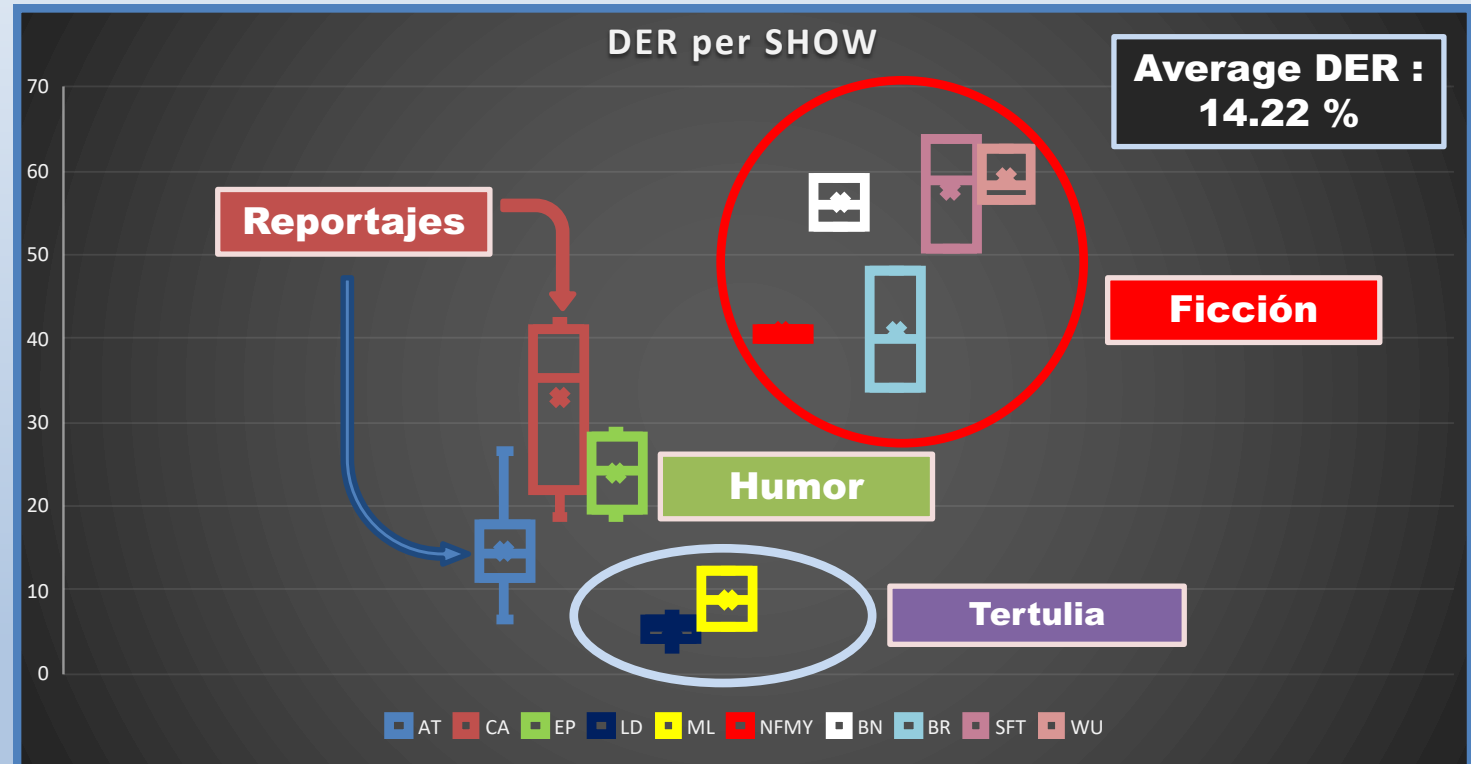 DER per SHOW
Average DER :
14.22 %
70
60
50
40
30
20
10
0
Reportajes
Ficción
Humor
Tertulia
AT CA EP LD ML NFMY BN BR SFT WU